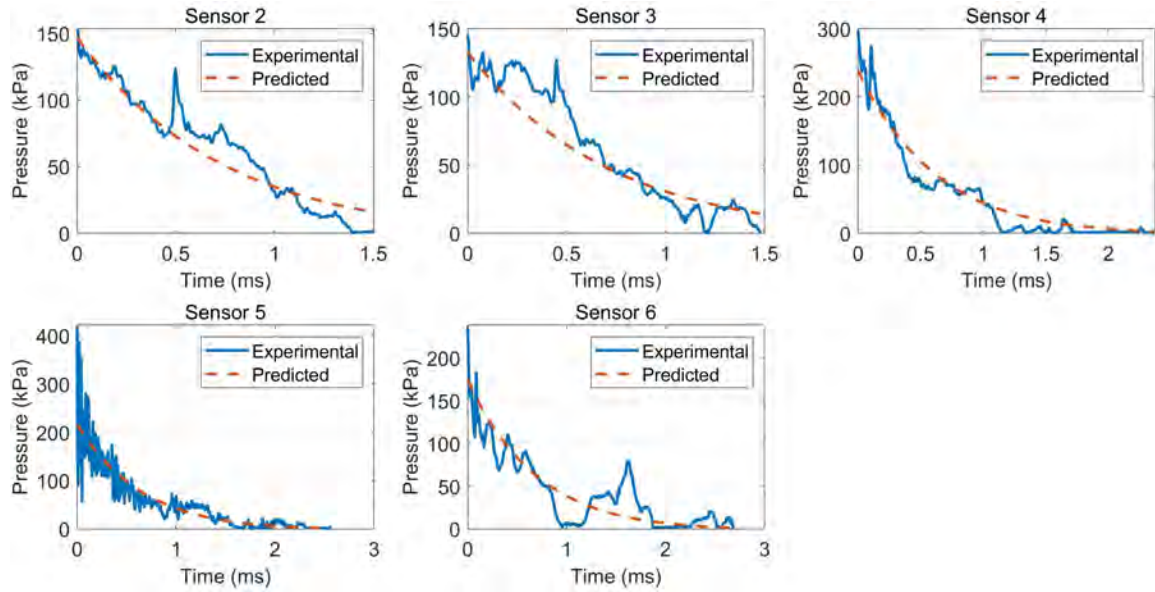 Sensor 2
150
100
50
0
0
0.5
1
1.5
Pressure (kPa)
Time (ms)
Experimental
Predicted
Sensor 3
150
100
50
0
0
0.5
1
1.5
Pressure (kPa)
Time (ms)
Experimental
Predicted
Sensor 4
300
200
100
0
0
0.5
1
1.5
2
Pressure (kPa)
Time (ms)
Experimental
Predicted
Sensor 5
400
300
200
100
0
0
1
2
3
Pressure (kPa)
Time (ms)
Experimental
Predicted
Sensor 6
200
150
100
50
0
0
1
2
3
Pressure (kPa)
Time (ms)
Experimental
Predicted